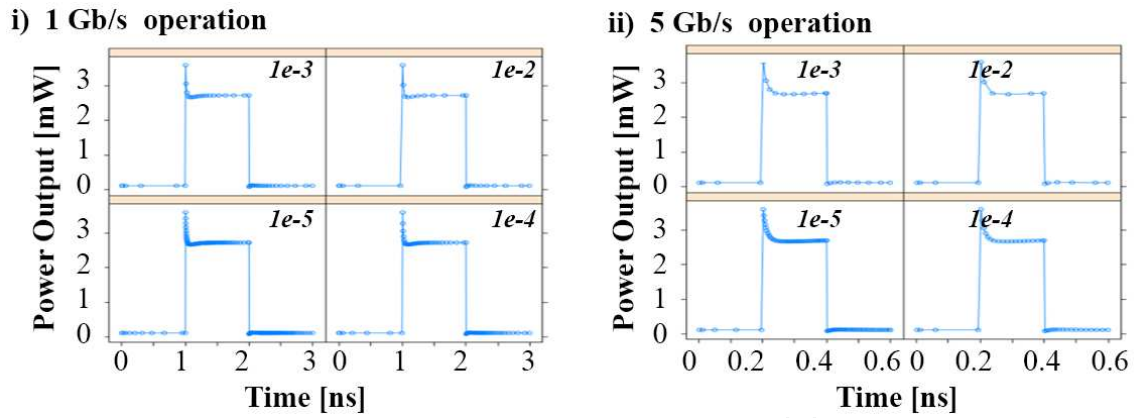 i) 1 Gb/s operation
ii) 5 Gb/s operation
1e-3
1e-2
1e-3
1e-2
3
2
1
0
Power Output [mW]
3
2
1
0
Power Output [mW]
1e-5
1e-4
1e-5
1e-4
3
2
1
0
3
2
1
0
0 1 2 3 0 1 2 3
0 0.2 0.4 0.6 0 0.2 0.4 0.6
Time [ns]
Time [ns]